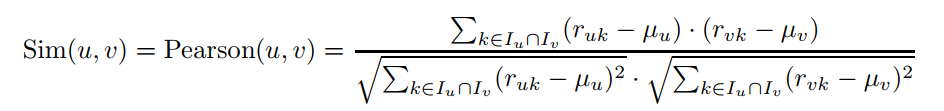 Sim(u, v) = Pearson(u, v) = \frac{\sum_{k \in I_u \cap I_v} (r_{uk} - \mu_u) \cdot (r_{vk} - \mu_v)}{\sqrt{\sum_{k \in I_u \cap I_v} (r_{uk} - \mu_u)^2} \cdot \sqrt{\sum_{k \in I_u \cap I_v} (r_{vk} - \mu_v)^2}}